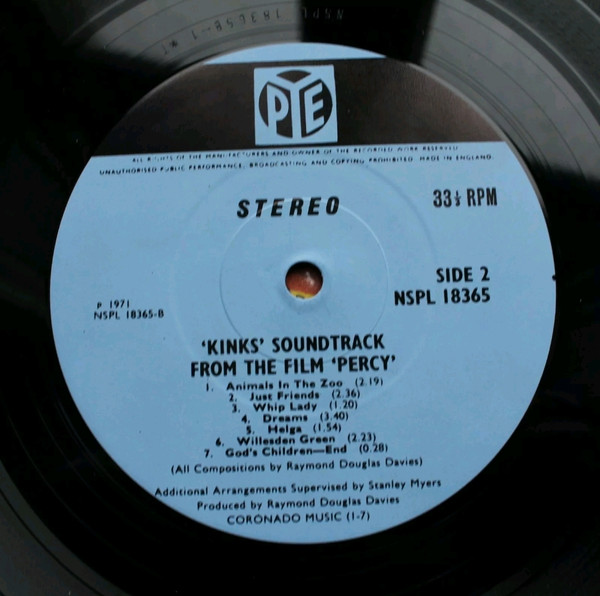 NSPL 18365B-1
PYE
ALL RIGHTS OF THE MANUFACTURERS AND OWNER OF THE RECORDED WORK RESERVED
UNAUTHORISED PUBLIC PERFORMANCE, BROADCASTING AND COPYING PROHIBITED. MADE IN ENGLAND.
STEREO
33⅓ RPM
SIDE 2
NSPL 18365
P 1971
NSPL 18365-B
'KINKS' SOUNDTRACK
FROM THE FILM 'PERCY'
1. Animals In The Zoo (2.19)
2. Just Friends (2.36)
3. Whip Lady (1.20)
4. Dreams (3.40)
5. Helga (1.54)
6. Willesden Green (2.23)
7. God's Children—End (0.28)
(All Compositions by Raymond Douglas Davies)
Additional Arrangements Supervised by Stanley Myers
Produced by Raymond Douglas Davies
CORONADO MUSIC (1-7)